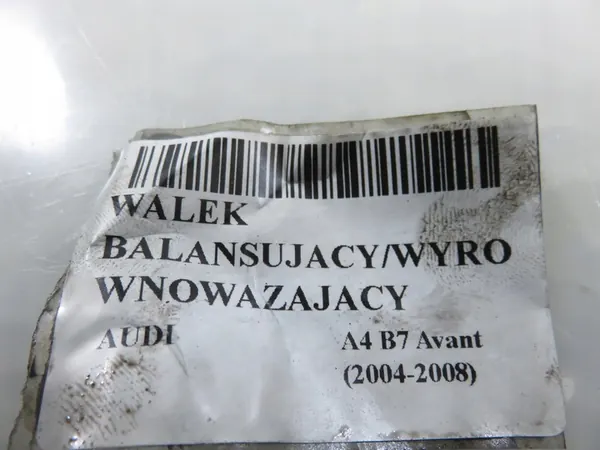 WALEK
BALANSUJACY/WYRO
WNOWAZAJACY
AUDI A4 B7 Avant
(2004-2008)